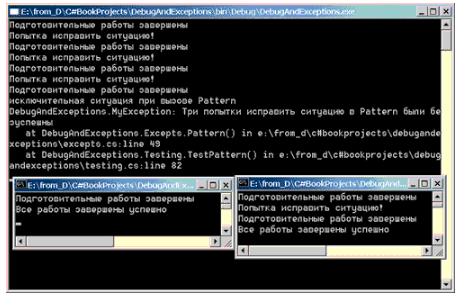 E:\from_D\C#BookProjects\DebugAndExceptions\bin\Debug\DebugAndExceptions.exe
Подготовительные работы завершены
Попытка исправить ситуацию!
Подготовительные работы завершены
Попытка исправить ситуацию!
Подготовительные работы завершены
Попытка исправить ситуацию!
Подготовительные работы завершены
исключительная ситуация при вызове Pattern
DebugAndExceptions.MyException: Три попытки исправить ситуацию в Pattern были бе
зуспешны
at DebugAndExceptions.Excepts.Pattern() in e:\from_d\c#bookprojects\debugande
xceptions\excepts.cs:line 49
at DebugAndExceptions.Testing.TestPattern() in e:\from_d\c#bookprojects\debug
andexceptions\testing.cs:line 82
E:\from_D\C#BookProjects\DebugAndEx...
Подготовительные работы завершены
Все работы завершены успешно
E:\from_D\C#BookProjects\DebugAnd...
Подготовительные работы завершены
Попытка исправить ситуацию!
Подготовительные работы завершены
Все работы завершены успешно